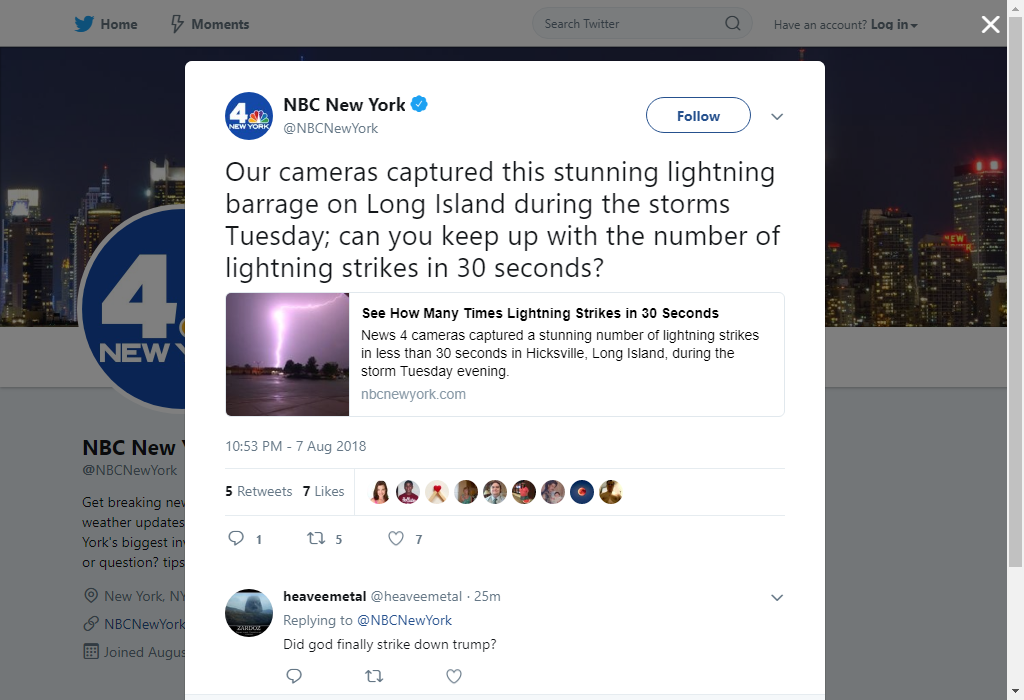 Home
Moments
Search Twitter
Have an account? Log in
NBC New York
@NBCNewYork
Follow
Our cameras captured this stunning lightning
barrage on Long Island during the storms
Tuesday; can you keep up with the number of
lightning strikes in 30 seconds?
See How Many Times Lightning Strikes in 30 Seconds
News 4 cameras captured a stunning number of lightning strikes
in less than 30 seconds in Hicksville, Long Island, during the
storm Tuesday evening.
nbcnewyork.com
10:53 PM - 7 Aug 2018
5 Retweets 7 Likes
1 5 7
heaveemetal @heaveemetal · 25m
Replying to @NBCNewYork
Did god finally strike down trump?
4
NEW YORK
ZARDOZ
4
NEW
NEW
NBC New
@NBCNewYork
Get breaking
weather updates
York's biggest
or question? tips
New York, NY
NBCNewYork
Joined